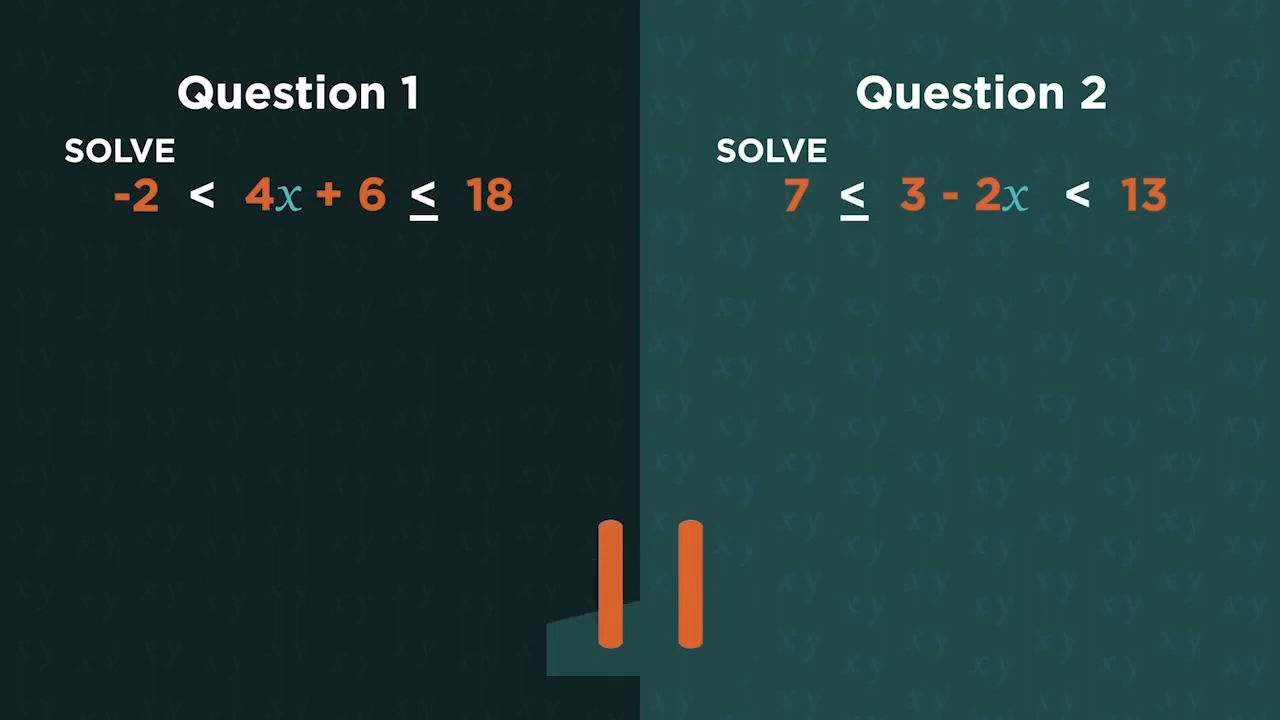 Question 1
SOLVE
-2 < 4x + 6 ≤ 18
Question 2
SOLVE
7 ≤ 3 - 2x < 13